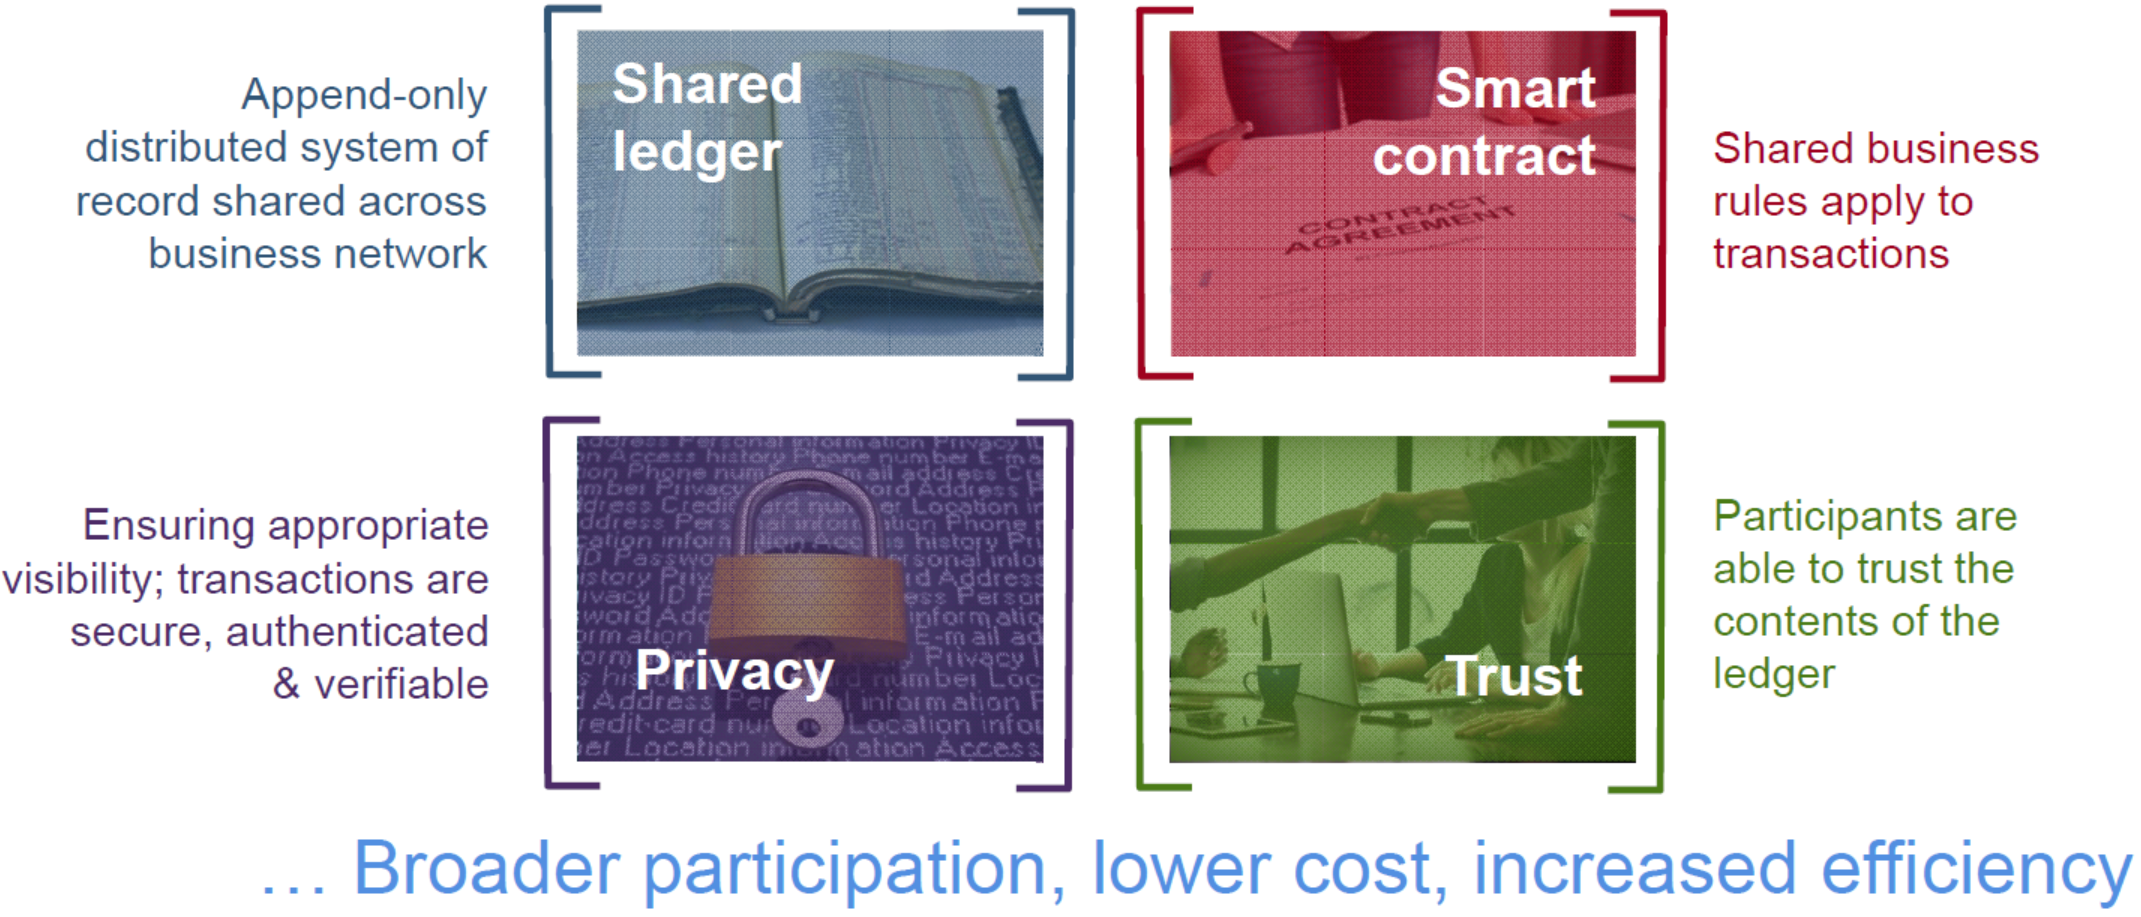 Append-only
distributed system of
record shared across
business network
Shared
ledger
Smart
contract
CONTRACT
AGREEMENT
Shared business
rules apply to
transactions
Ensuring appropriate
visibility; transactions are
secure, authenticated
& verifiable
Privacy
Trust
Participants are
able to trust the
contents of the
ledger
... Broader participation, lower cost, increased efficiency